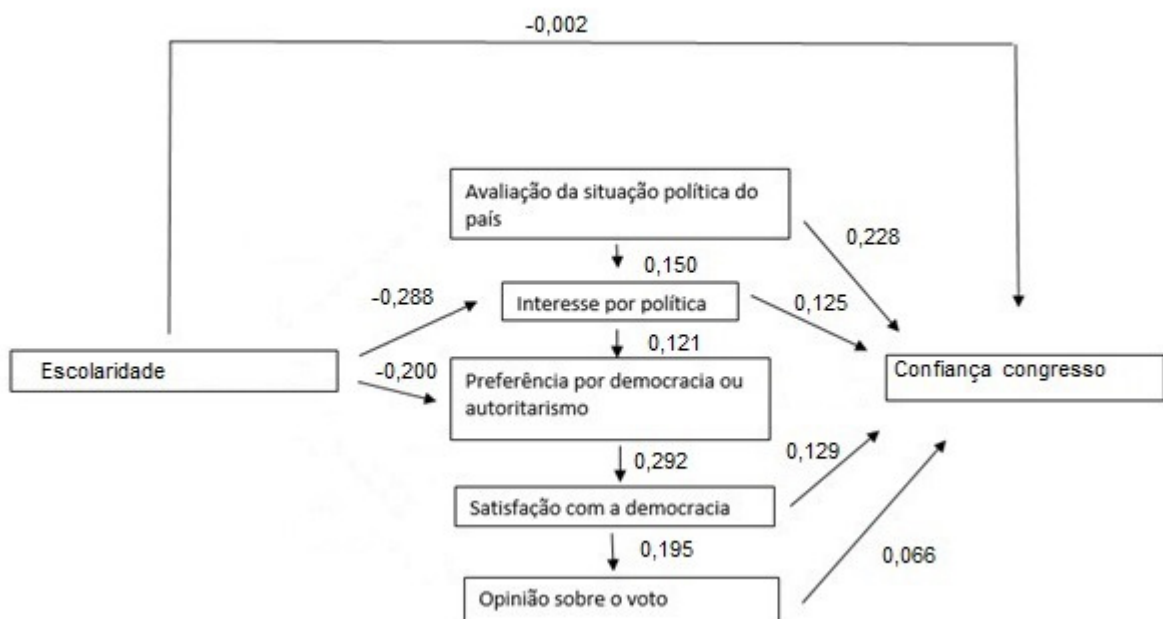 -0,002
Avaliação da situação política do
país
0,228
0,150
-0,288
Interesse por política
0,125
0,121
Escolaridade
-0,200
Preferência por democracia ou
autoritarismo
Confiança congresso
0,292
0,129
Satisfação com a democracia
0,195
0,066
Opinião sobre o voto